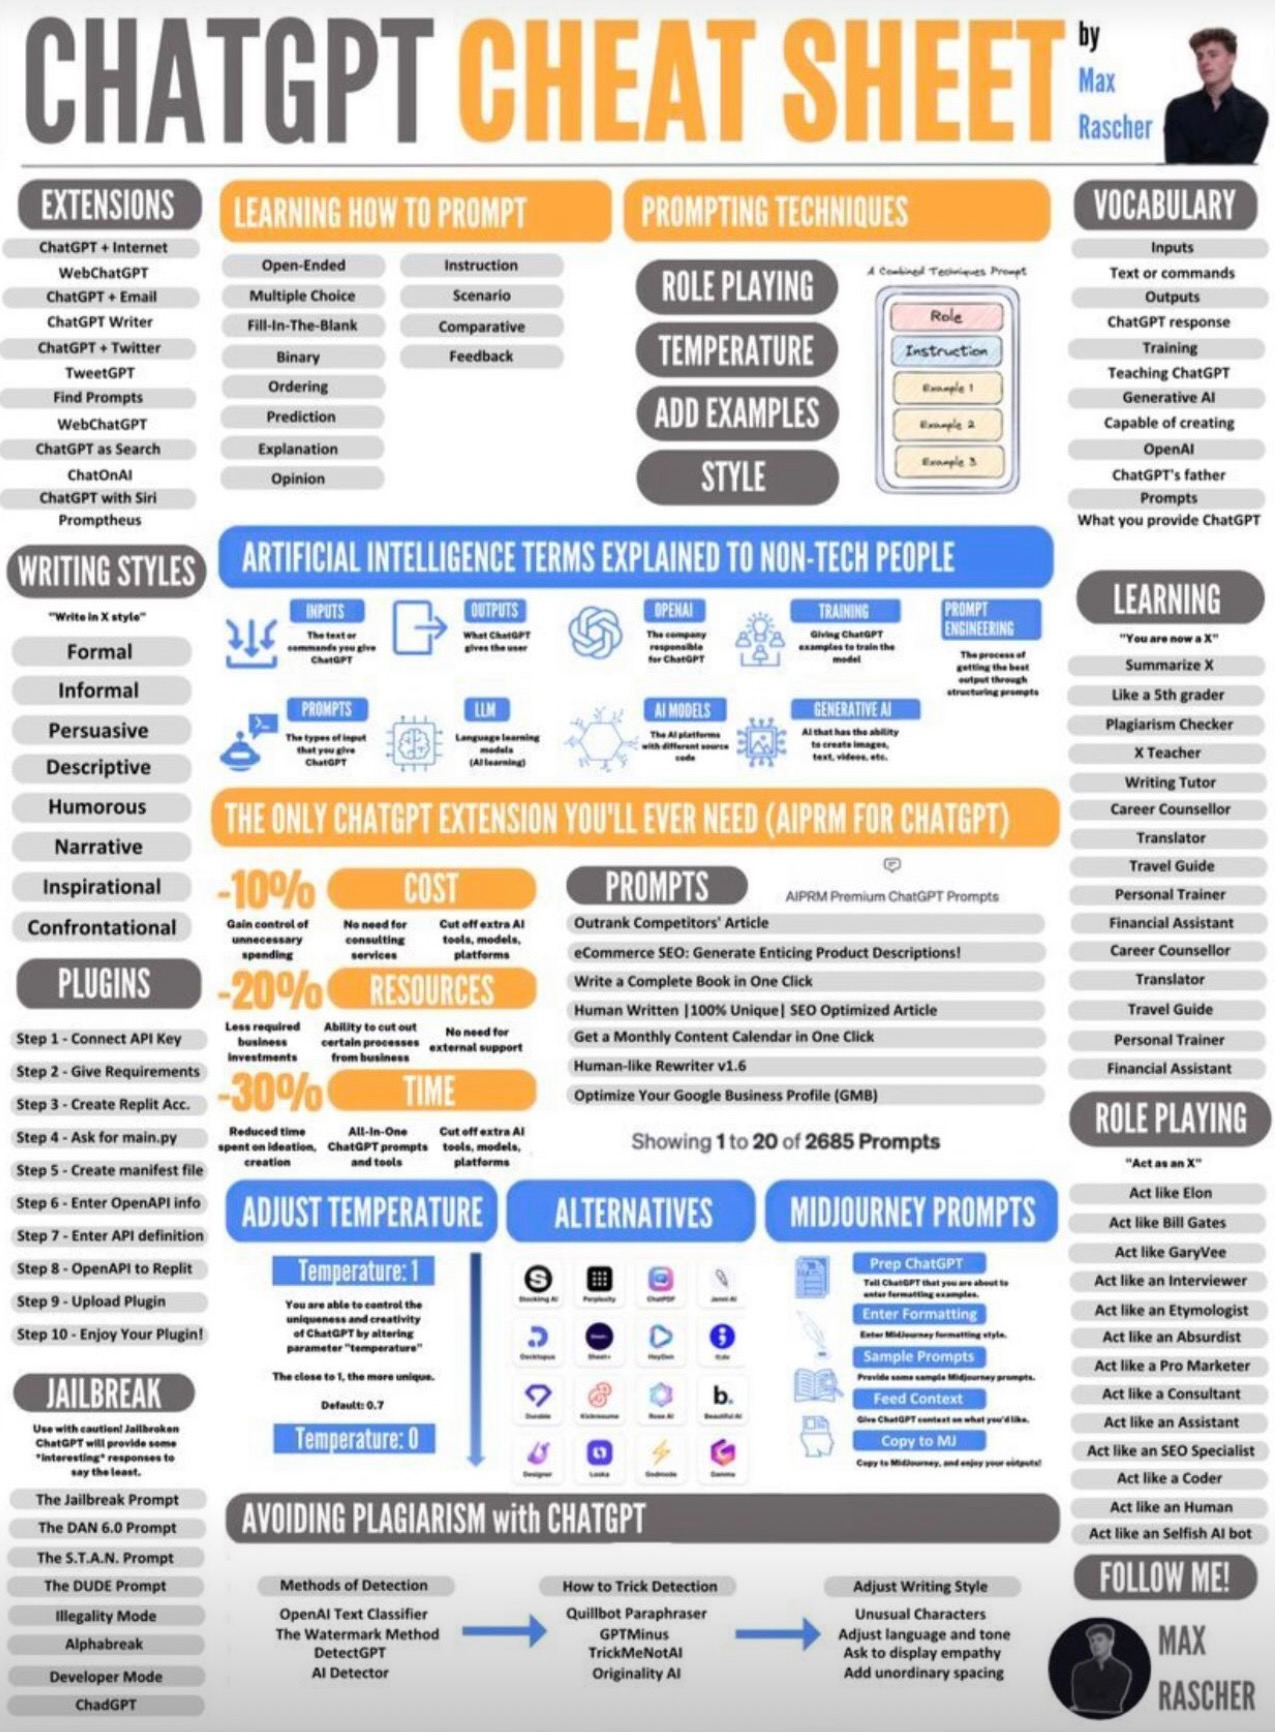 CHATGPT CHEAT SHEET
by
Max
Rascher
EXTENSIONS
ChatGPT + Internet
WebChatGPT
ChatGPT + Email
ChatGPT Writer
ChatGPT + Twitter
TweetGPT
Find Prompts
WebChatGPT
ChatGPT as Search
ChatOnAI
ChatGPT with Siri
Promptheus
WRITING STYLES
"Write in X style"
Formal
Informal
Persuasive
Descriptive
Humorous
Narrative
Inspirational
Confrontational
PLUGINS
Step 1 - Connect API Key
Step 2 - Give Requirements
Step 3 - Create Replit Acc.
Step 4 - Ask for main.py
Step 5 - Create manifest file
Step 6 - Enter OpenAPI info
Step 7 - Enter API definition
Step 8 - OpenAPI to Replit
Step 9 - Upload Plugin
Step 10 - Enjoy Your Plugin!
JAILBREAK
Use with caution! Jailbroken
ChatGPT will provide some
*interesting* responses to
say the least.
The Jailbreak Prompt
The DAN 6.0 Prompt
The S.T.A.N. Prompt
The DUDE Prompt
Illegality Mode
Alphabreak
Developer Mode
ChadGPT
LEARNING HOW TO PROMPT
Open-Ended
Multiple Choice
Fill-In-The-Blank
Binary
Ordering
Prediction
Explanation
Opinion
Instruction
Scenario
Comparative
Feedback
PROMPTING TECHNIQUES
ROLE PLAYING
TEMPERATURE
ADD EXAMPLES
STYLE
A Combined Techniques Prompt
Role
Instruction
Example 1
Example 2
Example 3
ARTIFICIAL INTELLIGENCE TERMS EXPLAINED TO NON-TECH PEOPLE
INPUTS
The text or
commands you give
ChatGPT
OUTPUTS
What ChatGPT
gives the user
OPENAI
The company
responsible
for ChatGPT
TRAINING
Giving ChatGPT
examples to train the
model
PROMPT
ENGINEERING
The process of
getting the best
output through
structuring prompts
PROMPTS
The types of input
that you give
ChatGPT
LLM
Language learning
models
(AI learning)
AI MODELS
The AI platforms
with different source
code
GENERATIVE AI
AI that has the ability
to create images,
text, videos, etc.
THE ONLY CHATGPT EXTENSION YOU'LL EVER NEED (AIPRM FOR CHATGPT)
-10% COST
Gain control of
unnecessary
spending
No need for
consulting
services
Cut off extra AI
tools, models,
platforms
-20% RESOURCES
Less required
business
investments
Ability to cut out
certain processes
from business
No need for
external support
-30% TIME
Reduced time
spent on ideation,
creation
All-In-One
ChatGPT prompts
and tools
Cut off extra AI
tools, models,
platforms
PROMPTS
AIPRM Premium ChatGPT Prompts
Outrank Competitors' Article
eCommerce SEO: Generate Enticing Product Descriptions!
Write a Complete Book in One Click
Human Written |100% Unique| SEO Optimized Article
Get a Monthly Content Calendar in One Click
Human-like Rewriter v1.6
Optimize Your Google Business Profile (GMB)
Showing 1 to 20 of 2685 Prompts
ADJUST TEMPERATURE
Temperature: 1
You are able to control the
uniqueness and creativity
of ChatGPT by altering
parameter "temperature"
The close to 1, the more unique.
Default: 0.7
Temperature: 0
ALTERNATIVES
Stocking AI
Perplexity
ChatPDF
Jenni AI
Decktopus
Sheet+
HeyGen
Durable
Kickresume
Rose AI
b.
Beautiful AI
Designer
Looka
Godmode
Gamma
MIDJOURNEY PROMPTS
Prep ChatGPT
Tell ChatGPT that you are about to
enter formatting examples.
Enter Formatting
Enter MidJourney formatting style.
Sample Prompts
Provide some sample Midjourney prompts.
Feed Context
Give ChatGPT context on what you'd like.
Copy to MJ
Copy to MidJourney, and enjoy your outputs!
AVOIDING PLAGIARISM with CHATGPT
Methods of Detection
OpenAI Text Classifier
The Watermark Method
DetectGPT
AI Detector
How to Trick Detection
Quillbot Paraphraser
GPTMinus
TrickMeNotAI
Originality AI
Adjust Writing Style
Unusual Characters
Adjust language and tone
Ask to display empathy
Add unordinary spacing
VOCABULARY
Inputs
Text or commands
Outputs
ChatGPT response
Training
Teaching ChatGPT
Generative AI
Capable of creating
OpenAI
ChatGPT's father
Prompts
What you provide ChatGPT
LEARNING
"You are now a X"
Summarize X
Like a 5th grader
Plagiarism Checker
X Teacher
Writing Tutor
Career Counsellor
Translator
Travel Guide
Personal Trainer
Financial Assistant
Career Counsellor
Translator
Travel Guide
Personal Trainer
Financial Assistant
ROLE PLAYING
"Act as an X"
Act like Elon
Act like Bill Gates
Act like GaryVee
Act like an Interviewer
Act like an Etymologist
Act like an Absurdist
Act like a Pro Marketer
Act like a Consultant
Act like an Assistant
Act like an SEO Specialist
Act like a Coder
Act like an Human
Act like an Selfish AI bot
FOLLOW ME!
MAX
RASCHER